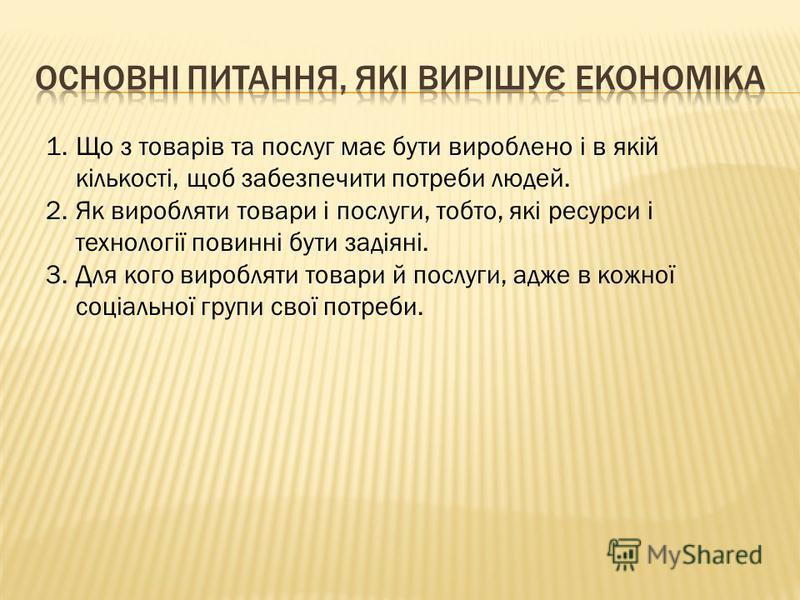 ОСНОВНІ ПИТАННЯ, ЯКІ ВИРІШУЄ ЕКОНОМІКА
1. Що з товарів та послуг має бути вироблено і в якій
кількості, щоб забезпечити потреби людей.
2. Як виробляти товари і послуги, тобто, які ресурси і
технології повинні бути задіяні.
3. Для кого виробляти товари й послуги, адже в кожної
соціальної групи свої потреби.
MyShared